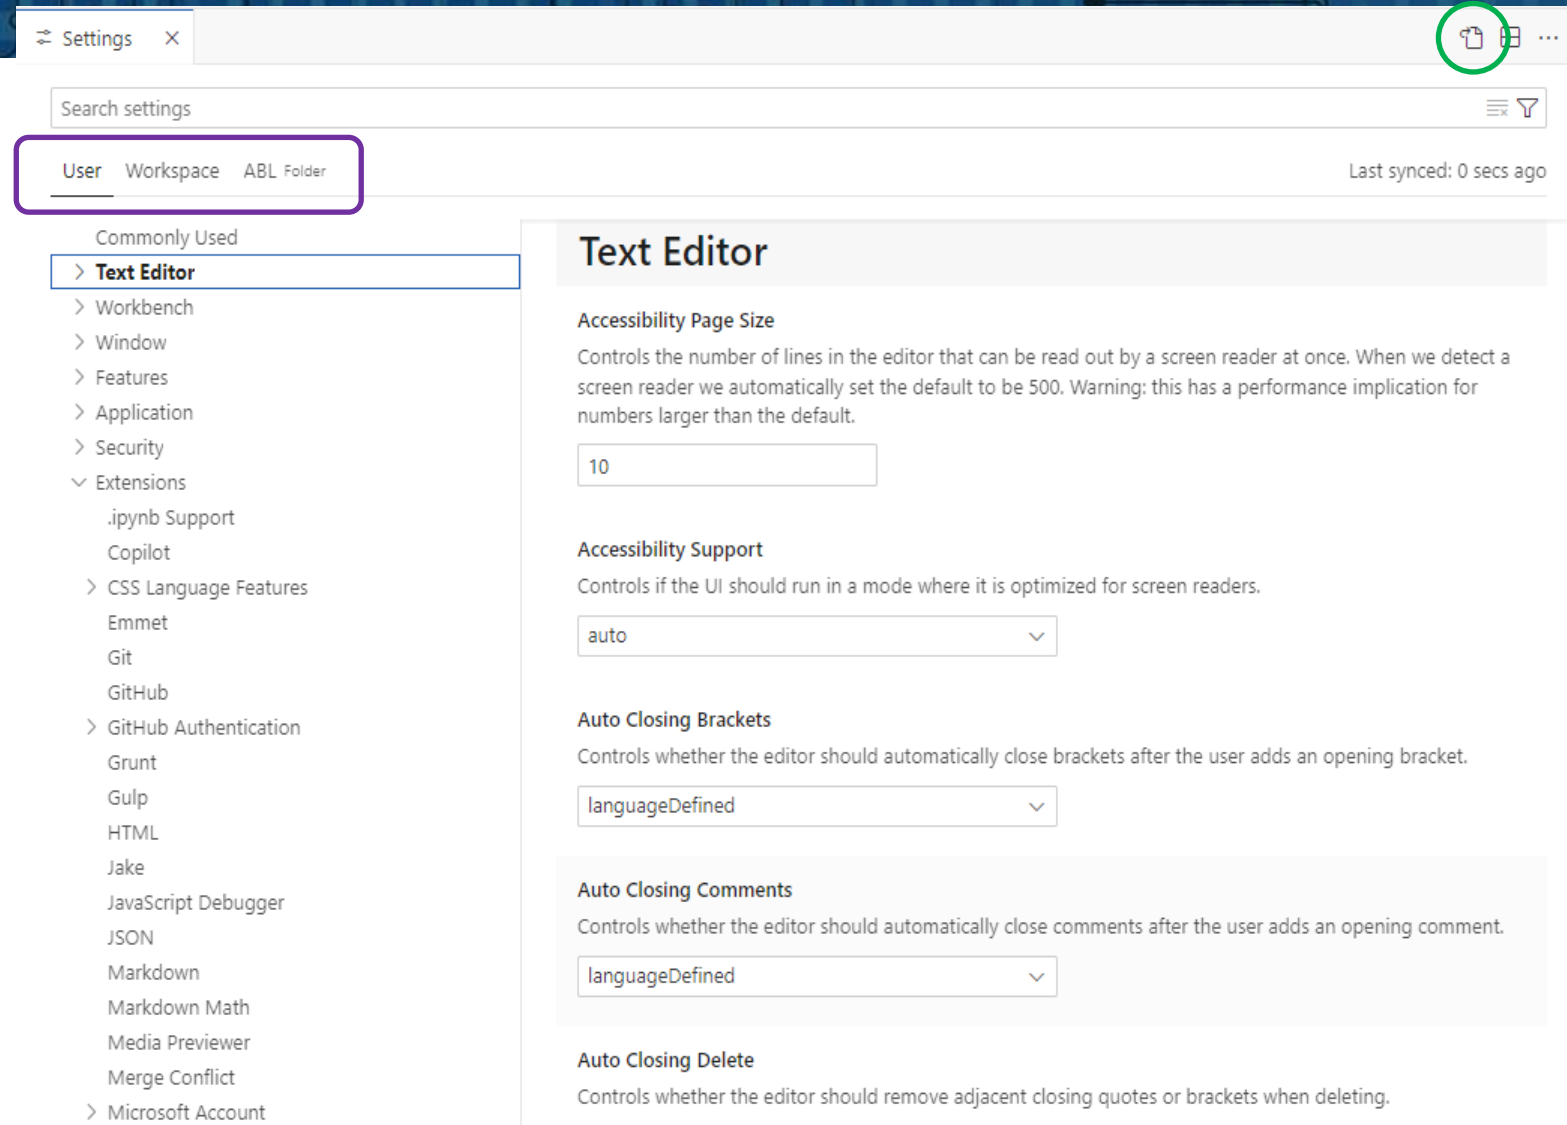 Settings
Search settings
User Workspace ABL Folder
Last synced: 0 secs ago
Commonly Used
Text Editor
Workbench
Window
Features
Application
Security
Extensions
.ipynb Support
Copilot
CSS Language Features
Emmet
Git
GitHub
GitHub Authentication
Grunt
Gulp
HTML
Jake
JavaScript Debugger
JSON
Markdown
Markdown Math
Media Previewer
Merge Conflict
Microsoft Account
Text Editor
Accessibility Page Size
Controls the number of lines in the editor that can be read out by a screen reader at once. When we detect a
screen reader we automatically set the default to be 500. Warning: this has a performance implication for
numbers larger than the default.
10
Accessibility Support
Controls if the UI should run in a mode where it is optimized for screen readers.
auto
Auto Closing Brackets
Controls whether the editor should automatically close brackets after the user adds an opening bracket.
languageDefined
Auto Closing Comments
Controls whether the editor should automatically close comments after the user adds an opening comment.
languageDefined
Auto Closing Delete
Controls whether the editor should remove adjacent closing quotes or brackets when deleting.